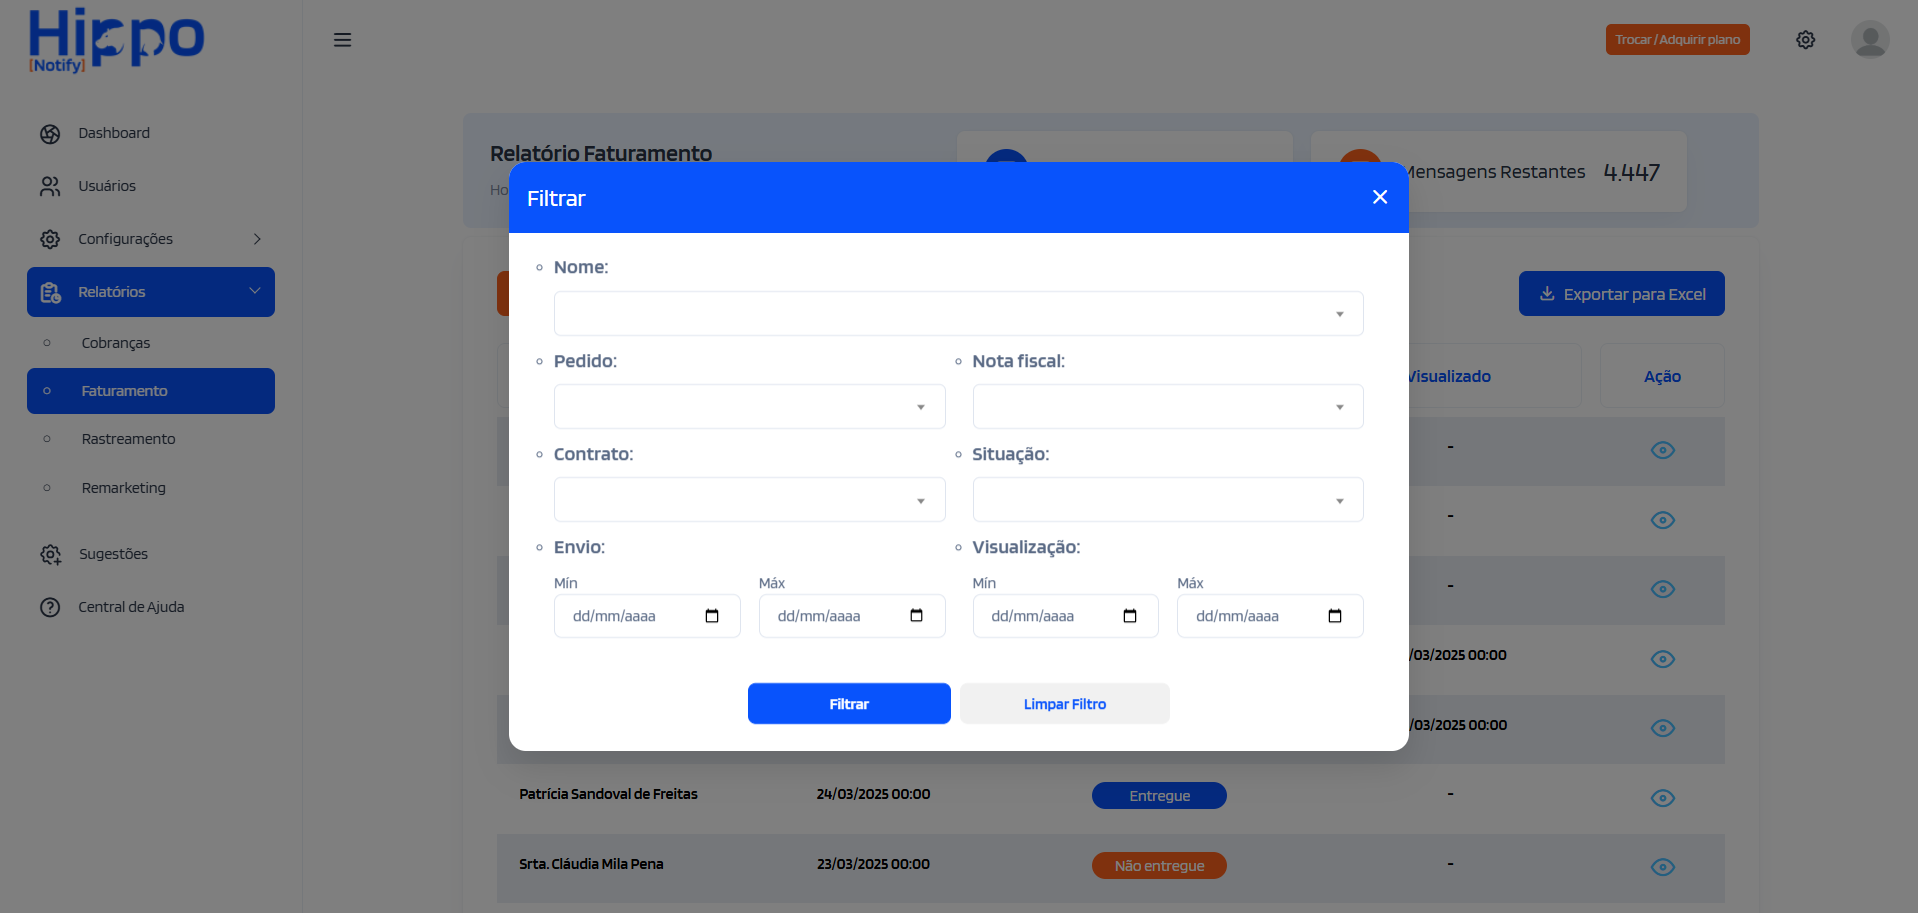 Hippo
[Notify]
Trocar / Adquirir plano
Dashboard
Usuários
Configurações
Relatórios
Cobranças
Faturamento
Rastreamento
Remarketing
Sugestões
Central de Ajuda
Relatório Faturamento
Ho
Mensagens Restantes 4.447
Filtrar
Nome:
Pedido:
Nota fiscal:
Contrato:
Situação:
Envio:
Visualização:
Mín
Máx
Mín
Máx
dd/mm/aaaa
dd/mm/aaaa
dd/mm/aaaa
dd/mm/aaaa
Filtrar
Limpar Filtro
Exportar para Excel
Visualizado
Ação
-
-
-
/03/2025 00:00
/03/2025 00:00
Patrícia Sandoval de Freitas 24/03/2025 00:00 Entregue -
Srta. Cláudia Mila Pena 23/03/2025 00:00 Não entregue -